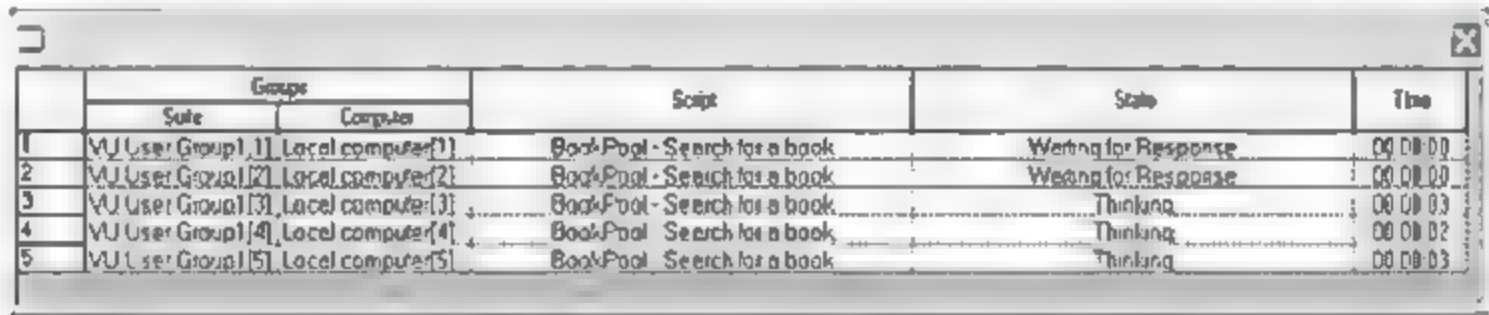 Groups Script State Time
Suite Computer
1 VU User Group1[1] Local computer[1] BookPool - Search for a book Waiting for Response 00:00:00
2 VU User Group1[2] Local computer[2] BookPool - Search for a book Waiting for Response 00:00:00
3 VU User Group1[3] Local computer[3] BookPool - Search for a book Thinking 00:00:03
4 VU User Group1[4] Local computer[4] BookPool - Search for a book Thinking 00:00:02
5 VU User Group1[5] Local computer[5] BookPool - Search for a book Thinking 00:00:03